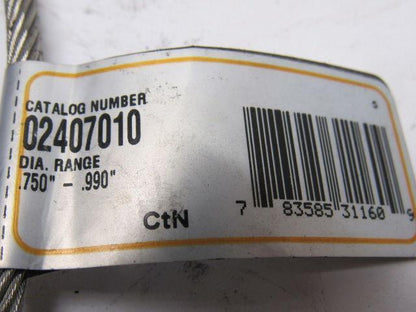 CATALOG NUMBER
02407010
DIA. RANGE
.750" – .990"
CtN
S
7 83585 31160 9